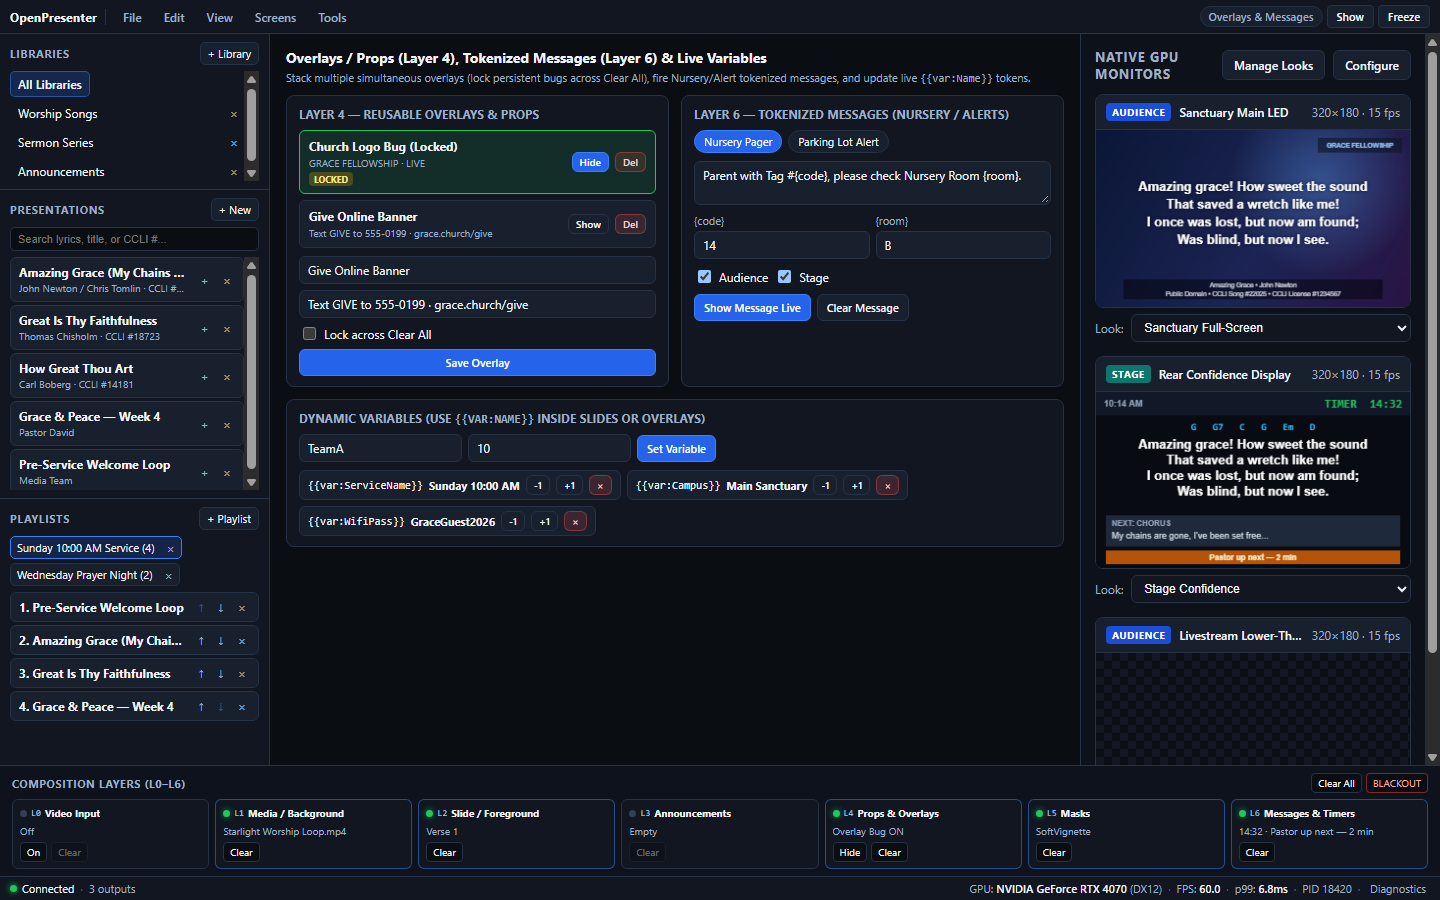 OpenPresenter File Edit View Screens Tools Overlays & Messages Show Freeze
LIBRARIES + Library
All Libraries
Worship Songs ×
Sermon Series ×
Announcements ×
PRESENTATIONS + New
Search lyrics, title, or CCLI #...
Amazing Grace (My Chains ... + ×
John Newton / Chris Tomlin · CCLI #...
Great Is Thy Faithfulness + ×
Thomas Chisholm · CCLI #18723
How Great Thou Art + ×
Carl Boberg · CCLI #14181
Grace & Peace — Week 4 + ×
Pastor David
Pre-Service Welcome Loop + ×
Media Team
PLAYLISTS + Playlist
Sunday 10:00 AM Service (4) ×
Wednesday Prayer Night (2) ×
1. Pre-Service Welcome Loop ↑ ↓ ×
2. Amazing Grace (My Chai... ↑ ↓ ×
3. Great Is Thy Faithfulness ↑ ↓ ×
4. Grace & Peace — Week 4 ↑ ↓ ×
Overlays / Props (Layer 4), Tokenized Messages (Layer 6) & Live Variables
Stack multiple simultaneous overlays (lock persistent bugs across Clear All), fire Nursery/Alert tokenized messages, and update live {{var:Name}} tokens.
LAYER 4 — REUSABLE OVERLAYS & PROPS
Church Logo Bug (Locked)
GRACE FELLOWSHIP · LIVE
LOCKED
Hide Del
Give Online Banner
Text GIVE to 555-0199 · grace.church/give
Show Del
Give Online Banner
Text GIVE to 555-0199 · grace.church/give
Lock across Clear All
Save Overlay
LAYER 6 — TOKENIZED MESSAGES (NURSERY / ALERTS)
Nursery Pager Parking Lot Alert
Parent with Tag #{code}, please check Nursery Room {room}.
{code} {room}
14 B
Audience Stage
Show Message Live Clear Message
DYNAMIC VARIABLES (USE {{VAR:NAME}} INSIDE SLIDES OR OVERLAYS)
TeamA 10 Set Variable
{{var:ServiceName}} Sunday 10:00 AM -1 +1 ×
{{var:Campus}} Main Sanctuary -1 +1 ×
{{var:WifiPass}} GraceGuest2026 -1 +1 ×
NATIVE GPU
MONITORS
Manage Looks Configure
AUDIENCE Sanctuary Main LED 320×180 · 15 fps
GRACE FELLOWSHIP
Amazing grace! How sweet the sound
That saved a wretch like me!
I once was lost, but now am found;
Was blind, but now I see.
Amazing Grace • John Newton
Public Domain • CCLI Song #22025 • CCLI License #1234567
Look: Sanctuary Full-Screen
STAGE Rear Confidence Display 320×180 · 15 fps
10:14 AM TIMER 14:32
G G7 C G Em D
Amazing grace! How sweet the sound
That saved a wretch like me!
I once was lost, but now am found;
Was blind, but now I see.
NEXT: CHORUS
My chains are gone, I've been set free...
Pastor up next — 2 min
Look: Stage Confidence
AUDIENCE Livestream Lower-Th... 320×180 · 15 fps
COMPOSITION LAYERS (L0–L6) Clear All BLACKOUT
L0 Video Input
Off
On Clear
L1 Media / Background
Starlight Worship Loop.mp4
Clear
L2 Slide / Foreground
Verse 1
Clear
L3 Announcements
Empty
Clear
L4 Props & Overlays
Overlay Bug ON
Hide Clear
L5 Masks
SoftVignette
Clear
L6 Messages & Timers
14:32 · Pastor up next — 2 min
Clear
Connected · 3 outputs GPU: NVIDIA GeForce RTX 4070 (DX12) · FPS: 60.0 · p99: 6.8ms · PID 18420 · Diagnostics